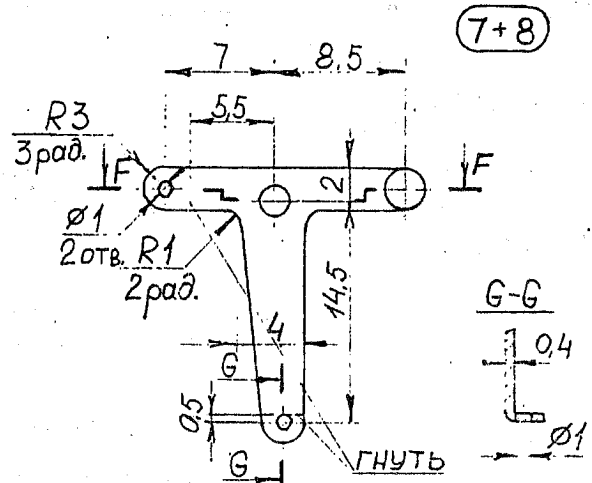 7+8
7 8,5
5,5
R3
3рад.
F F
2
Ø1
2отв. R1
2рад.
14,5
G-G
4
0,4
G
0,5
Ø1
G
ГНУТЬ